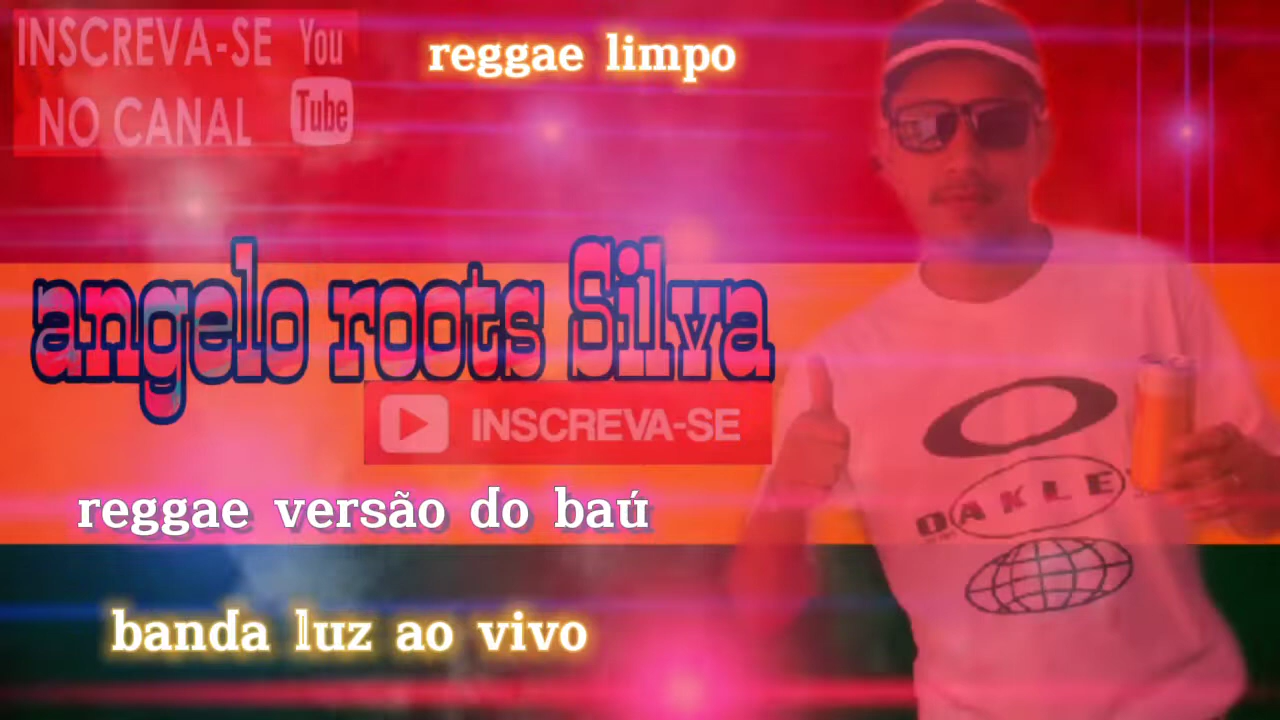 INSCREVA-SE You
NO CANAL Tube
reggae limpo
angelo roots Silva
INSCREVA-SE
reggae versão do baú
banda luz ao vivo
OAKLEY